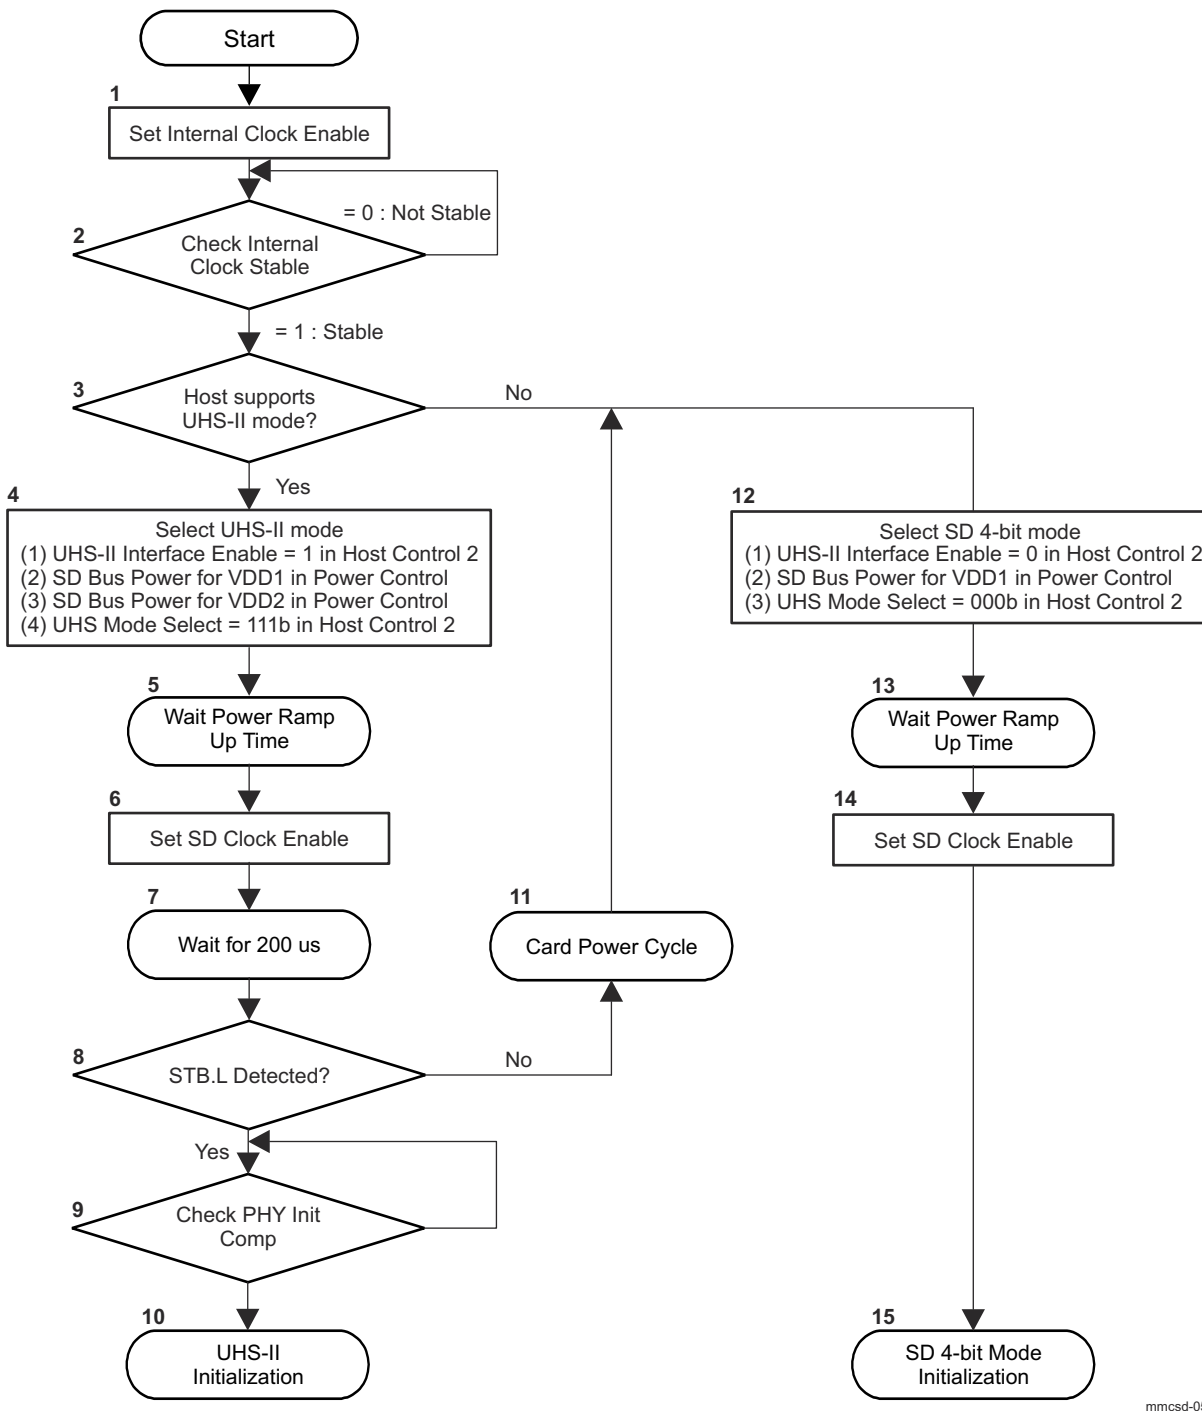 Start
1
Set Internal Clock Enable
= 0 : Not Stable
2
Check Internal
Clock Stable
= 1 : Stable
3
Host supports
UHS-II mode?
No
Yes
4
Select UHS-II mode
(1) UHS-II Interface Enable = 1 in Host Control 2
(2) SD Bus Power for VDD1 in Power Control
(3) SD Bus Power for VDD2 in Power Control
(4) UHS Mode Select = 111b in Host Control 2
12
Select SD 4-bit mode
(1) UHS-II Interface Enable = 0 in Host Control 2
(2) SD Bus Power for VDD1 in Power Control
(3) UHS Mode Select = 000b in Host Control 2
5
Wait Power Ramp
Up Time
13
Wait Power Ramp
Up Time
6
Set SD Clock Enable
14
Set SD Clock Enable
7
Wait for 200 us
11
Card Power Cycle
8
STB.L Detected?
No
Yes
9
Check PHY Init
Comp
10
UHS-II
Initialization
15
SD 4-bit Mode
Initialization